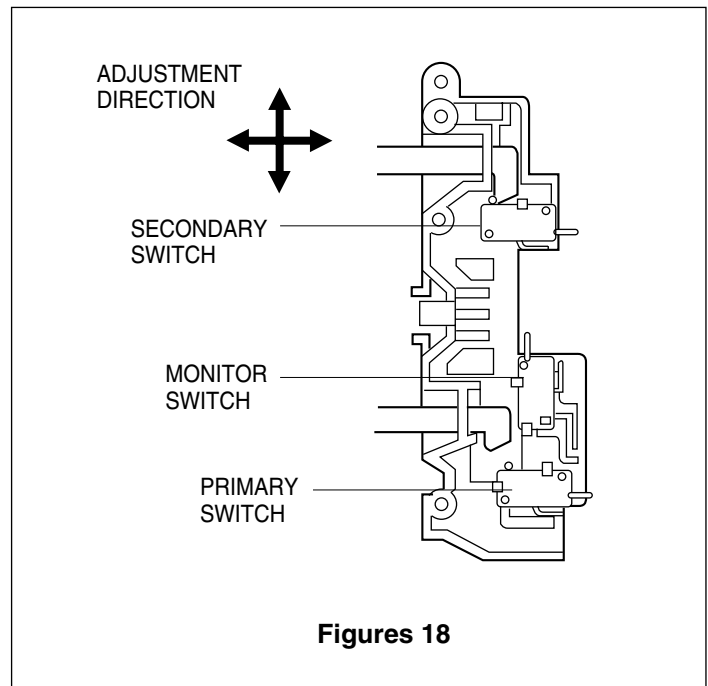 ADJUSTMENT
DIRECTION
SECONDARY
SWITCH
MONITOR
SWITCH
PRIMARY
SWITCH
Figures 18